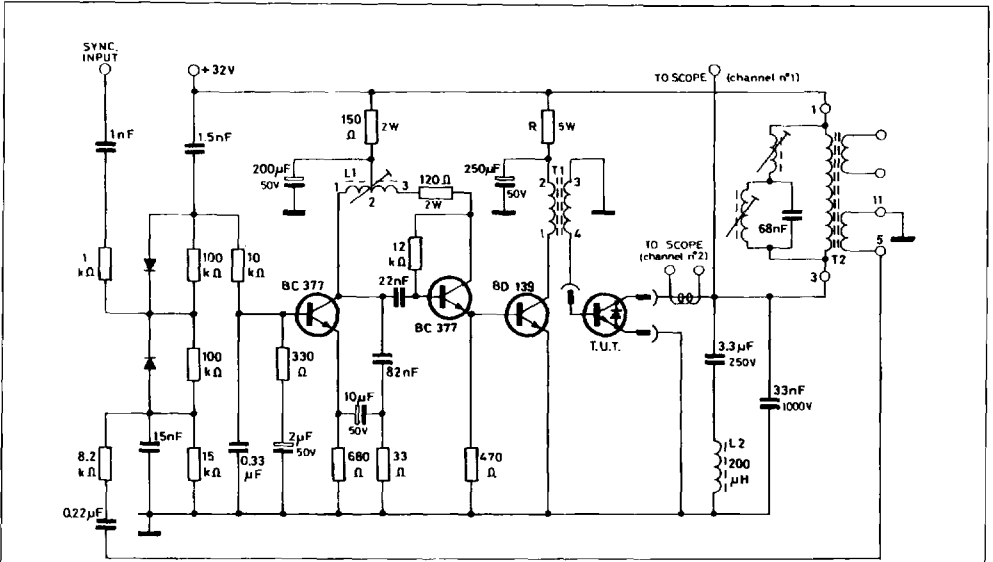 SYNC.
INPUT
+32V
TO SCOPE (channel n°1)
1nF
1.5nF
150
Ω
2W
R
5W
1
200µF
50V
L1
1
2
3
120Ω
2W
250µF
50V
T1
2
3
1
4
68nF
11
5
T2
3
TO SCOPE
(channel n°2)
1
kΩ
100
kΩ
10
kΩ
12
kΩ
BC 377
22nF
BC 377
BD 139
T.U.T.
100
kΩ
330
Ω
82nF
3.3µF
250V
33nF
1000V
10µF
50V
8.2
kΩ
15nF
15
kΩ
0.33
µF
2µF
50V
680
Ω
33
Ω
470
Ω
L2
200
µH
0.22µF